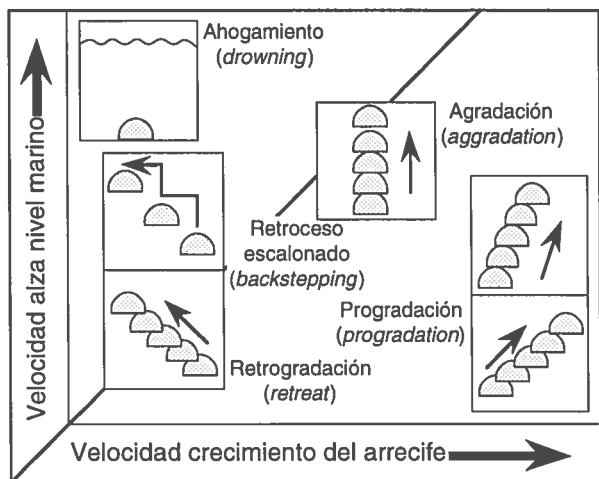 Ahogamiento
(drowning)
Agradación
(aggradation)
Retroceso
escalonado
(backstepping)
Progradación
(progradation)
Retrogradación
(retreat)
Velocidad alza nivel marino
Velocidad crecimiento del arrecife